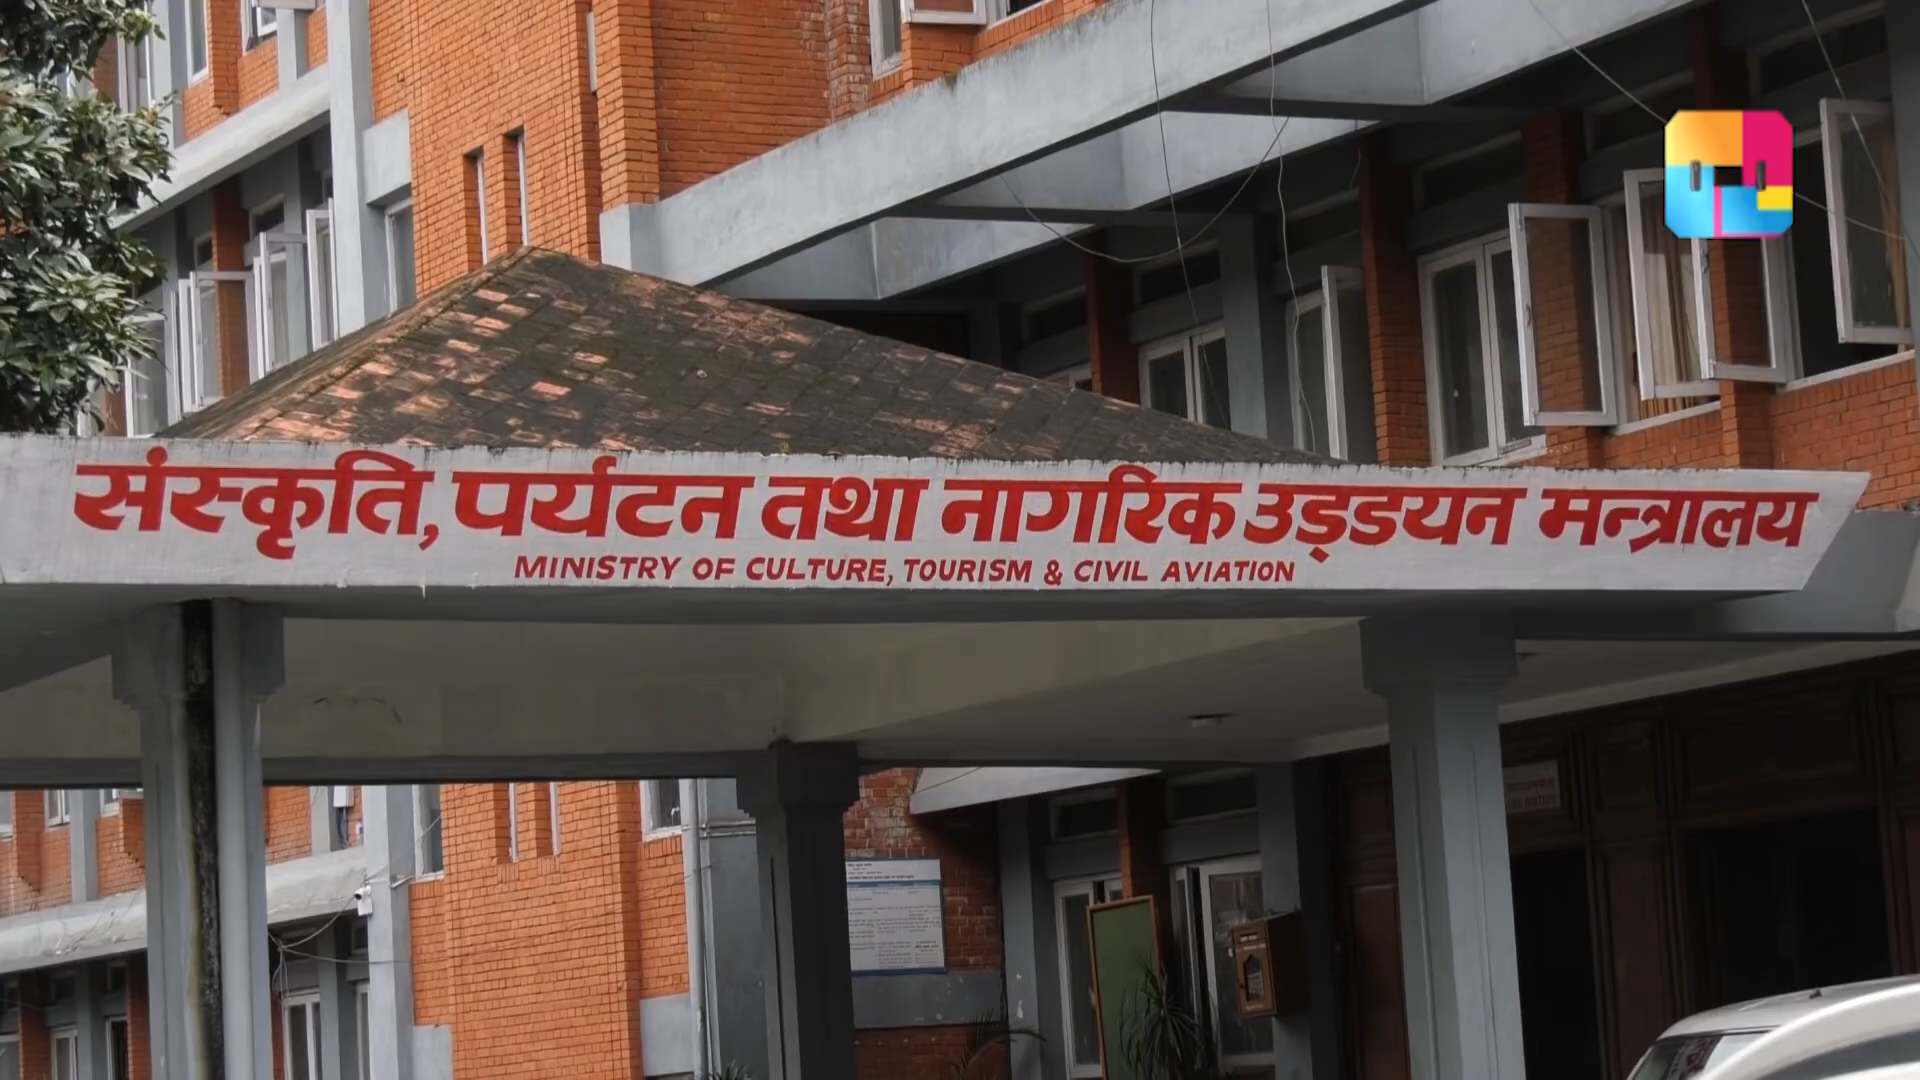 संस्कृति, पर्यटन तथा नागरिक उड्डयन मन्त्रालय
MINISTRY OF CULTURE, TOURISM & CIVIL AVIATION